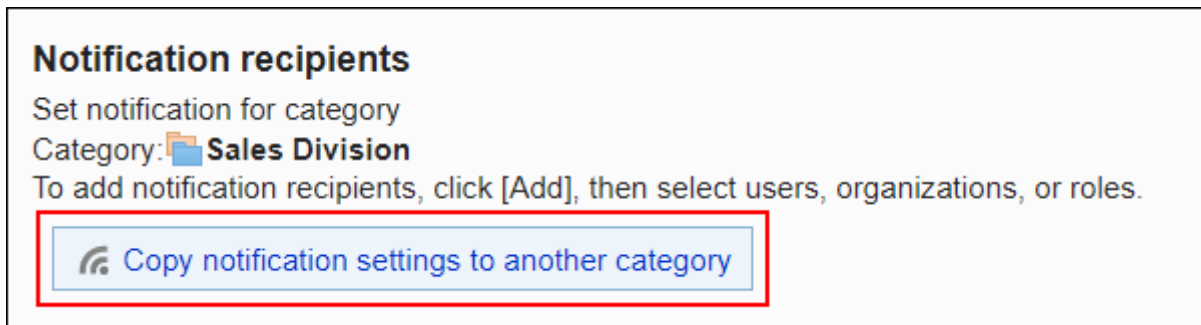 Notification recipients
Set notification for category
Category: Sales Division
To add notification recipients, click [Add], then select users, organizations, or roles.
Copy notification settings to another category